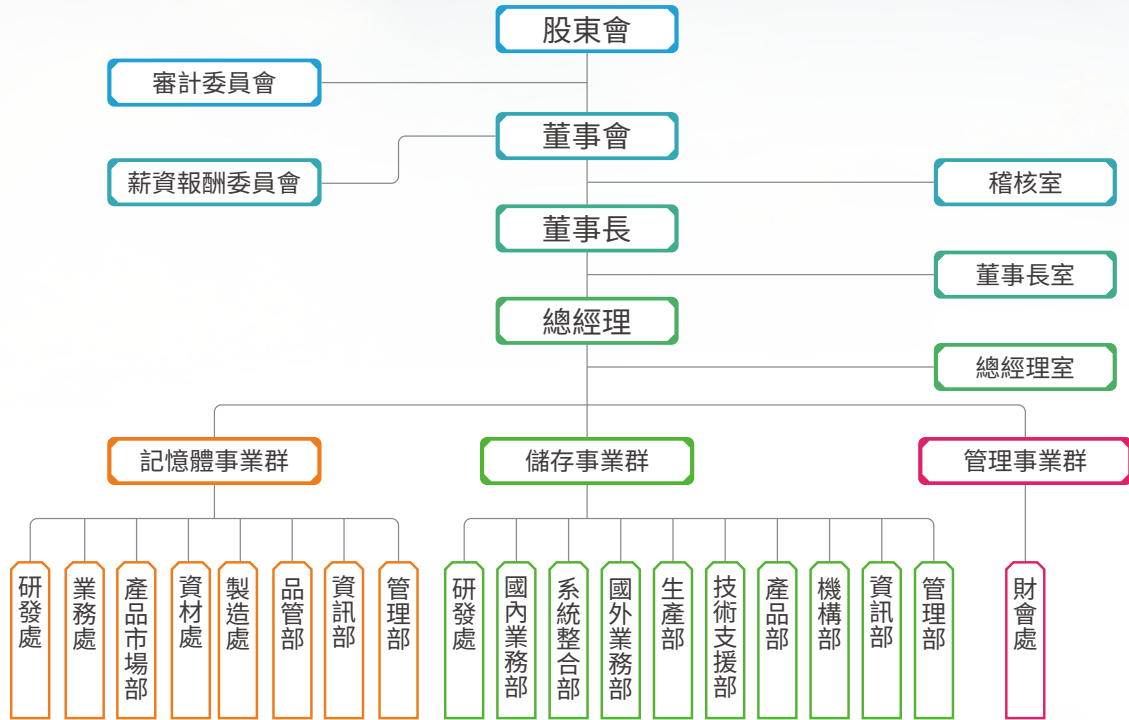 股東會
審計委員會
董事會
薪資報酬委員會
稽核室
董事長
董事長室
總經理
總經理室
記憶體事業群
儲存事業群
管理事業群
研發處
業務處
產品市場部
資材處
製造處
品管部
資訊部
管理部
研發處
國內業務部
系統整合部
國外業務部
生產部
技術支援部
產品部
機構部
資訊部
管理部
財會處